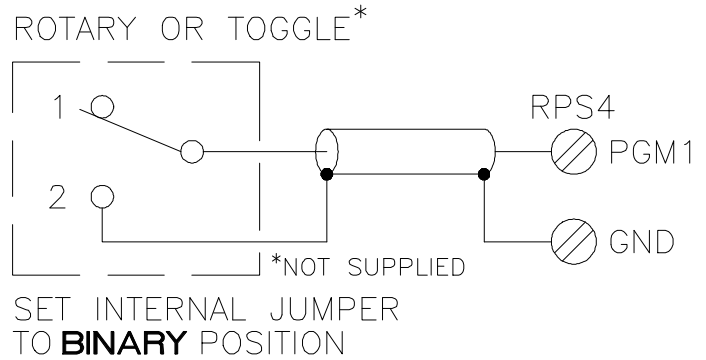 ROTARY OR TOGGLE*
1
RPS4
PGM1
2
GND
*NOT SUPPLIED
SET INTERNAL JUMPER
TO BINARY POSITION